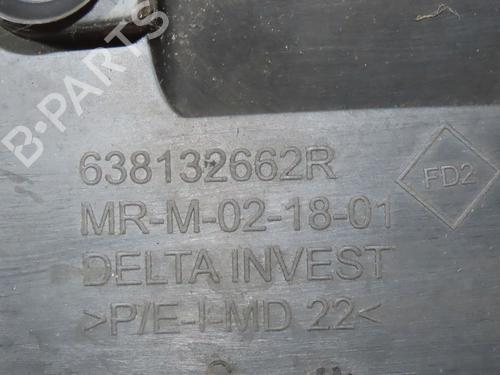 B-PARTS
638132662R
FD2
MR-M-02-18-01
DELTA INVEST
>P/E-I-MD 22<